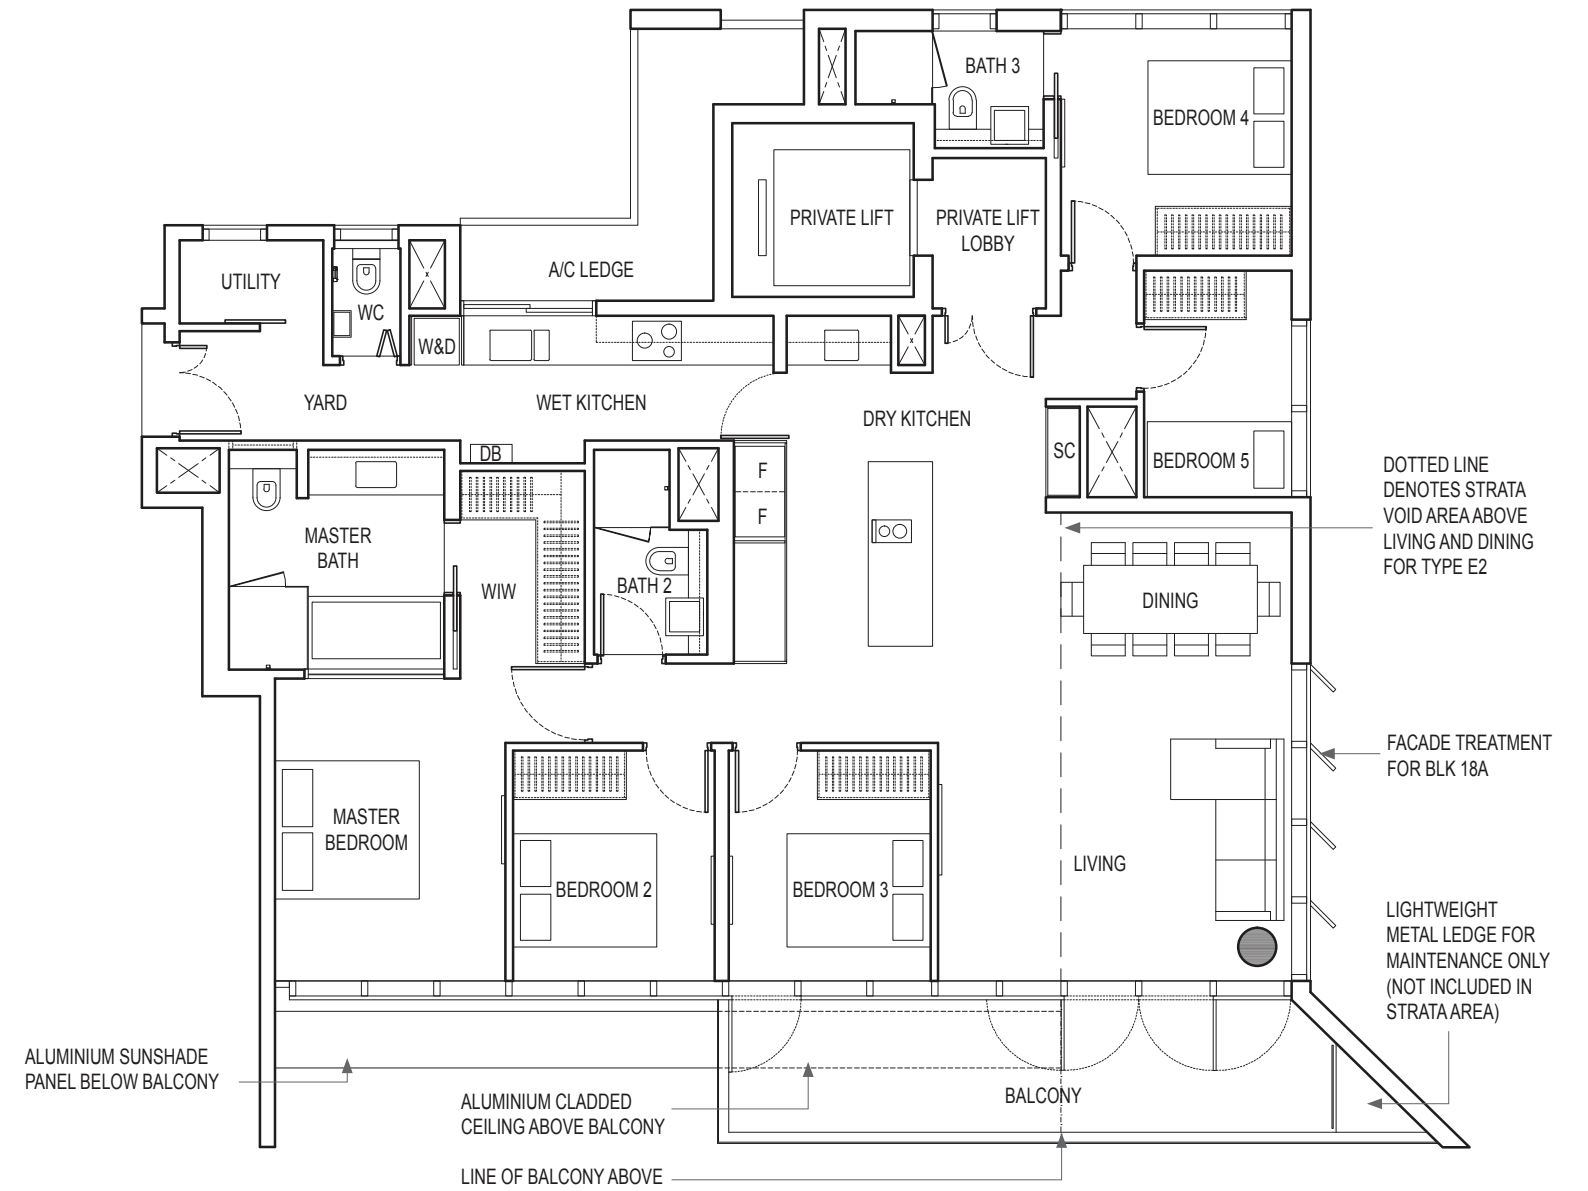 BATH 3
BEDROOM 4
PRIVATE LIFT
PRIVATE LIFT
LOBBY
A/C LEDGE
UTILITY
WC
W&D
YARD
WET KITCHEN
DRY KITCHEN
DB
F
F
SC
BEDROOM 5
DOTTED LINE
DENOTES STRATA
VOID AREA ABOVE
LIVING AND DINING
FOR TYPE E2
MASTER
BATH
WIW
BATH 2
DINING
FACADE TREATMENT
FOR BLK 18A
MASTER
BEDROOM
BEDROOM 2
BEDROOM 3
LIVING
LIGHTWEIGHT
METAL LEDGE FOR
MAINTENANCE ONLY
(NOT INCLUDED IN
STRATA AREA)
ALUMINIUM SUNSHADE
PANEL BELOW BALCONY
ALUMINIUM CLADDED
CEILING ABOVE BALCONY
BALCONY
LINE OF BALCONY ABOVE